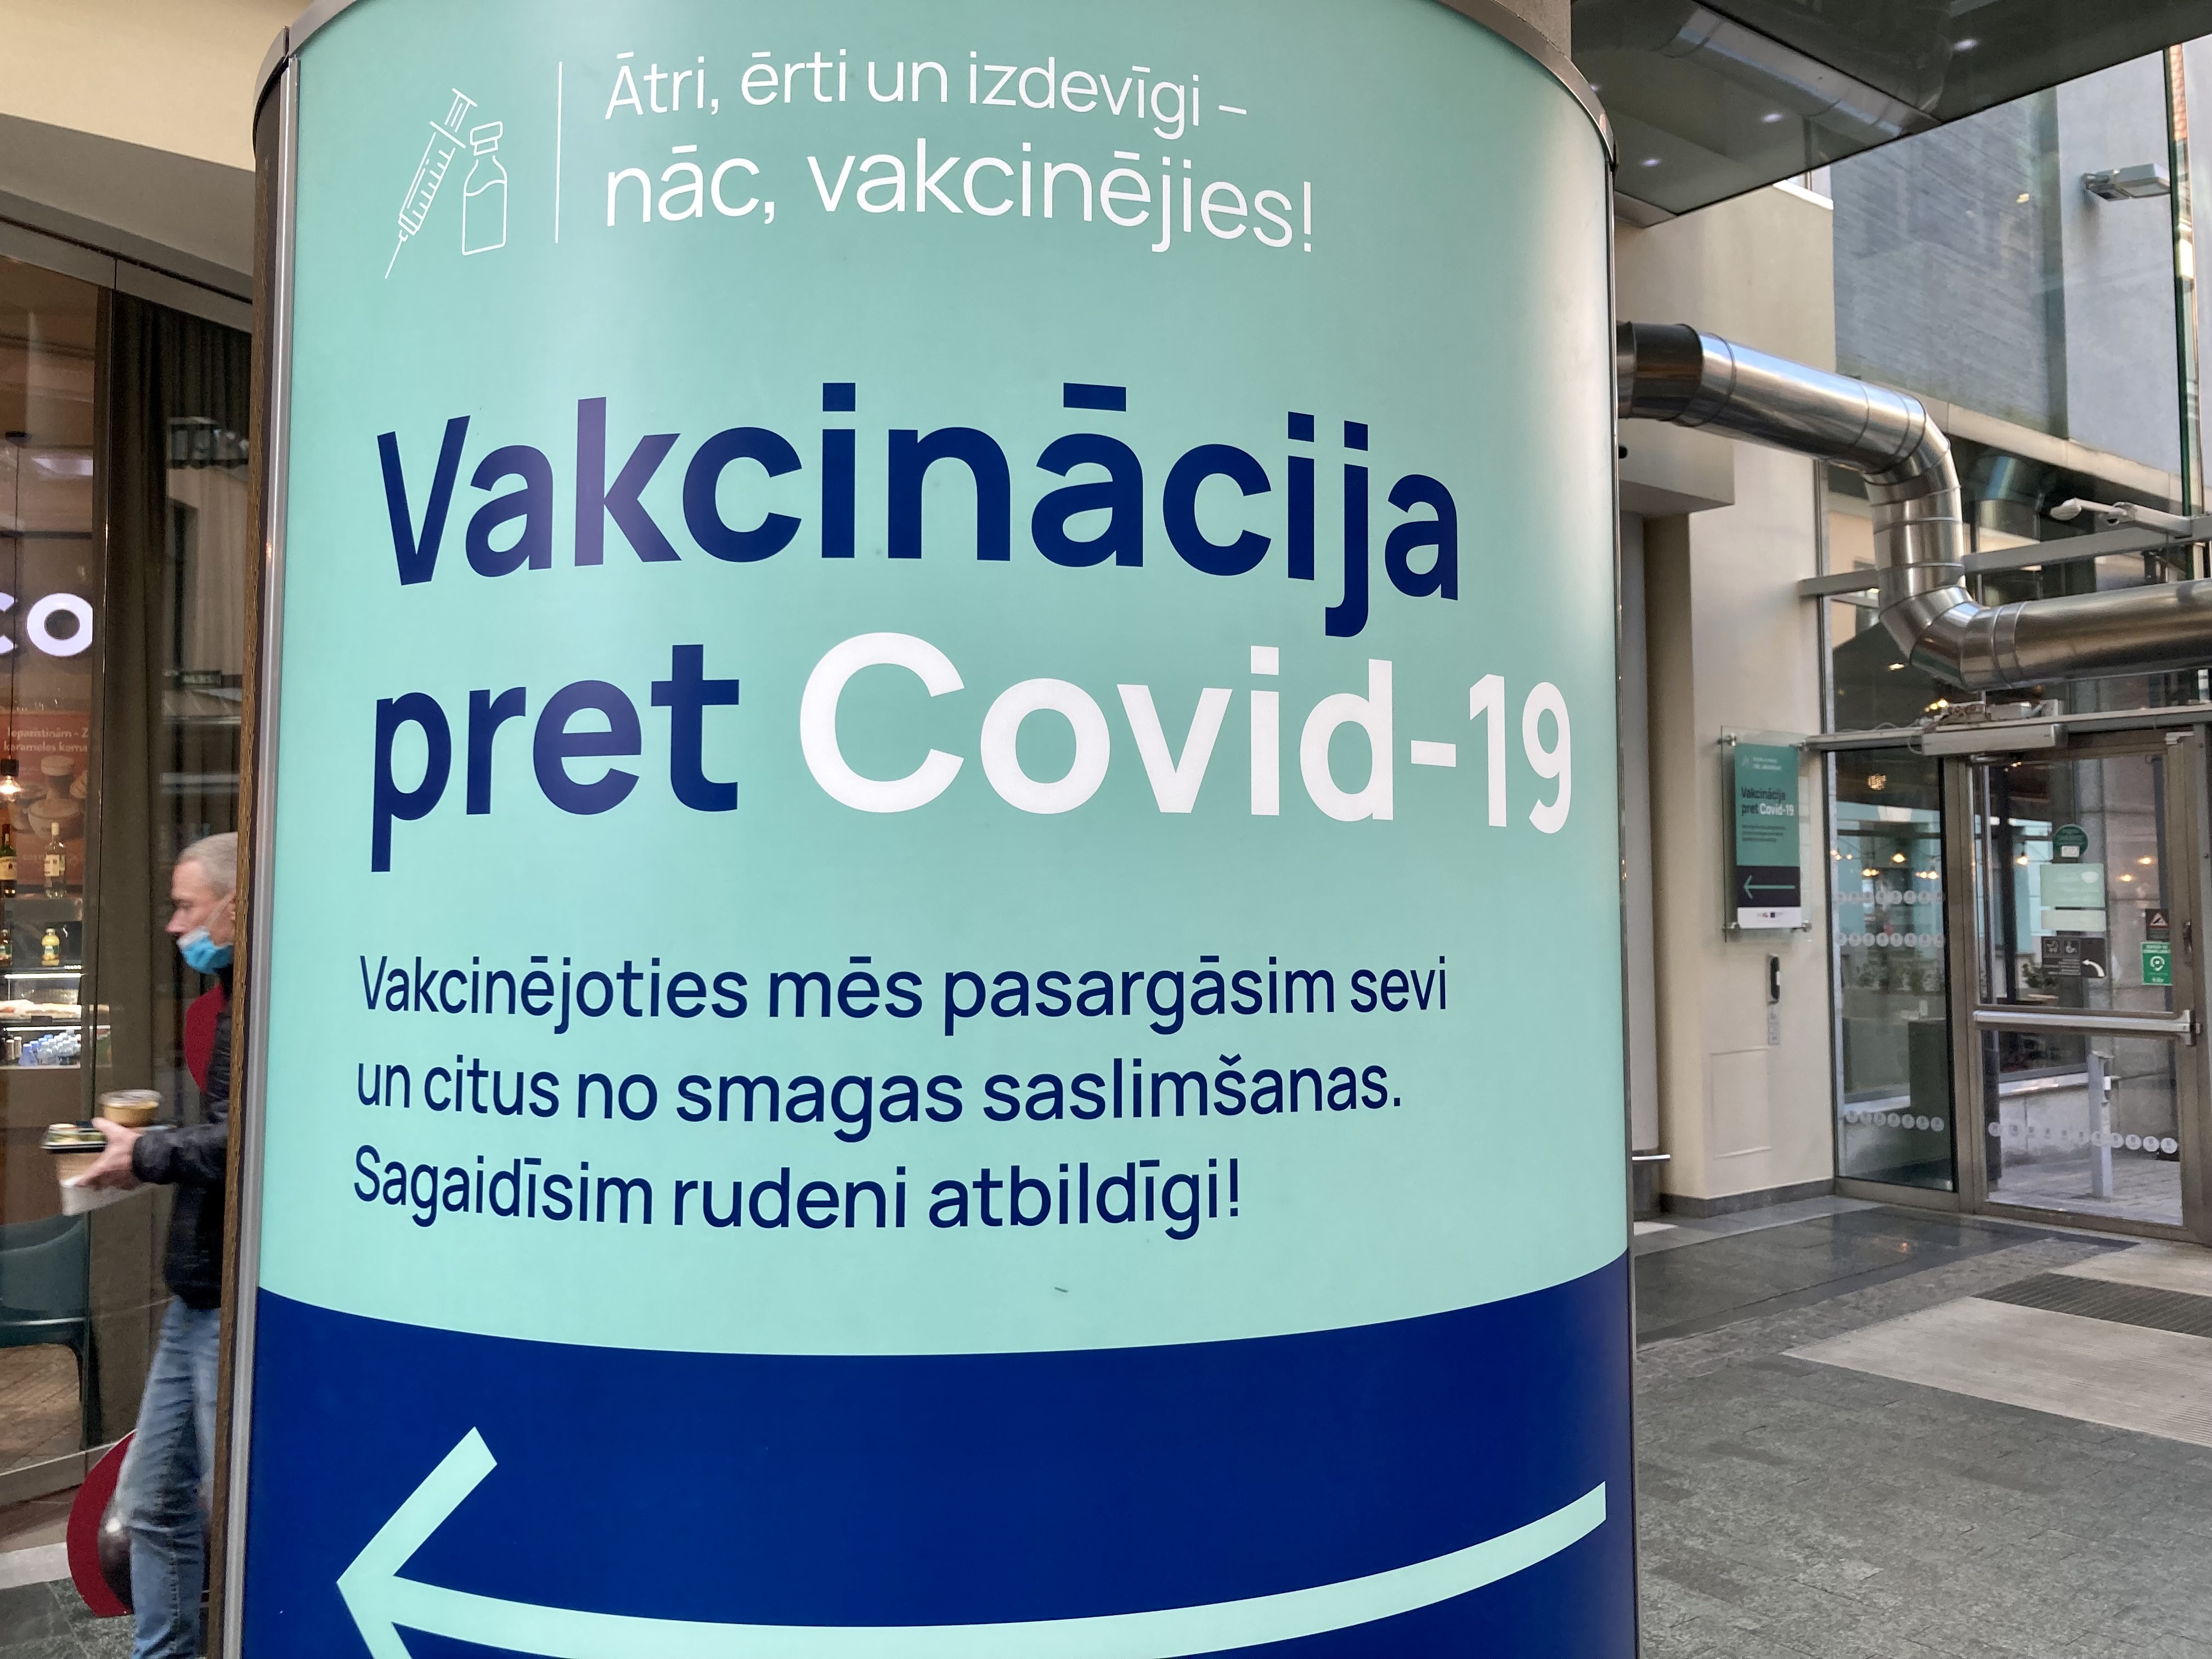 Ātri, ērti un izdevīgi –
nāc, vakcinējies!
Vakcinācija
pret Covid-19
Vakcinējoties mēs pasargāsim sevi
un citus no smagas saslimšanas.
Sagaidīsim rudeni atbildīgi!
co
Vakcinācija
pret Covid-19